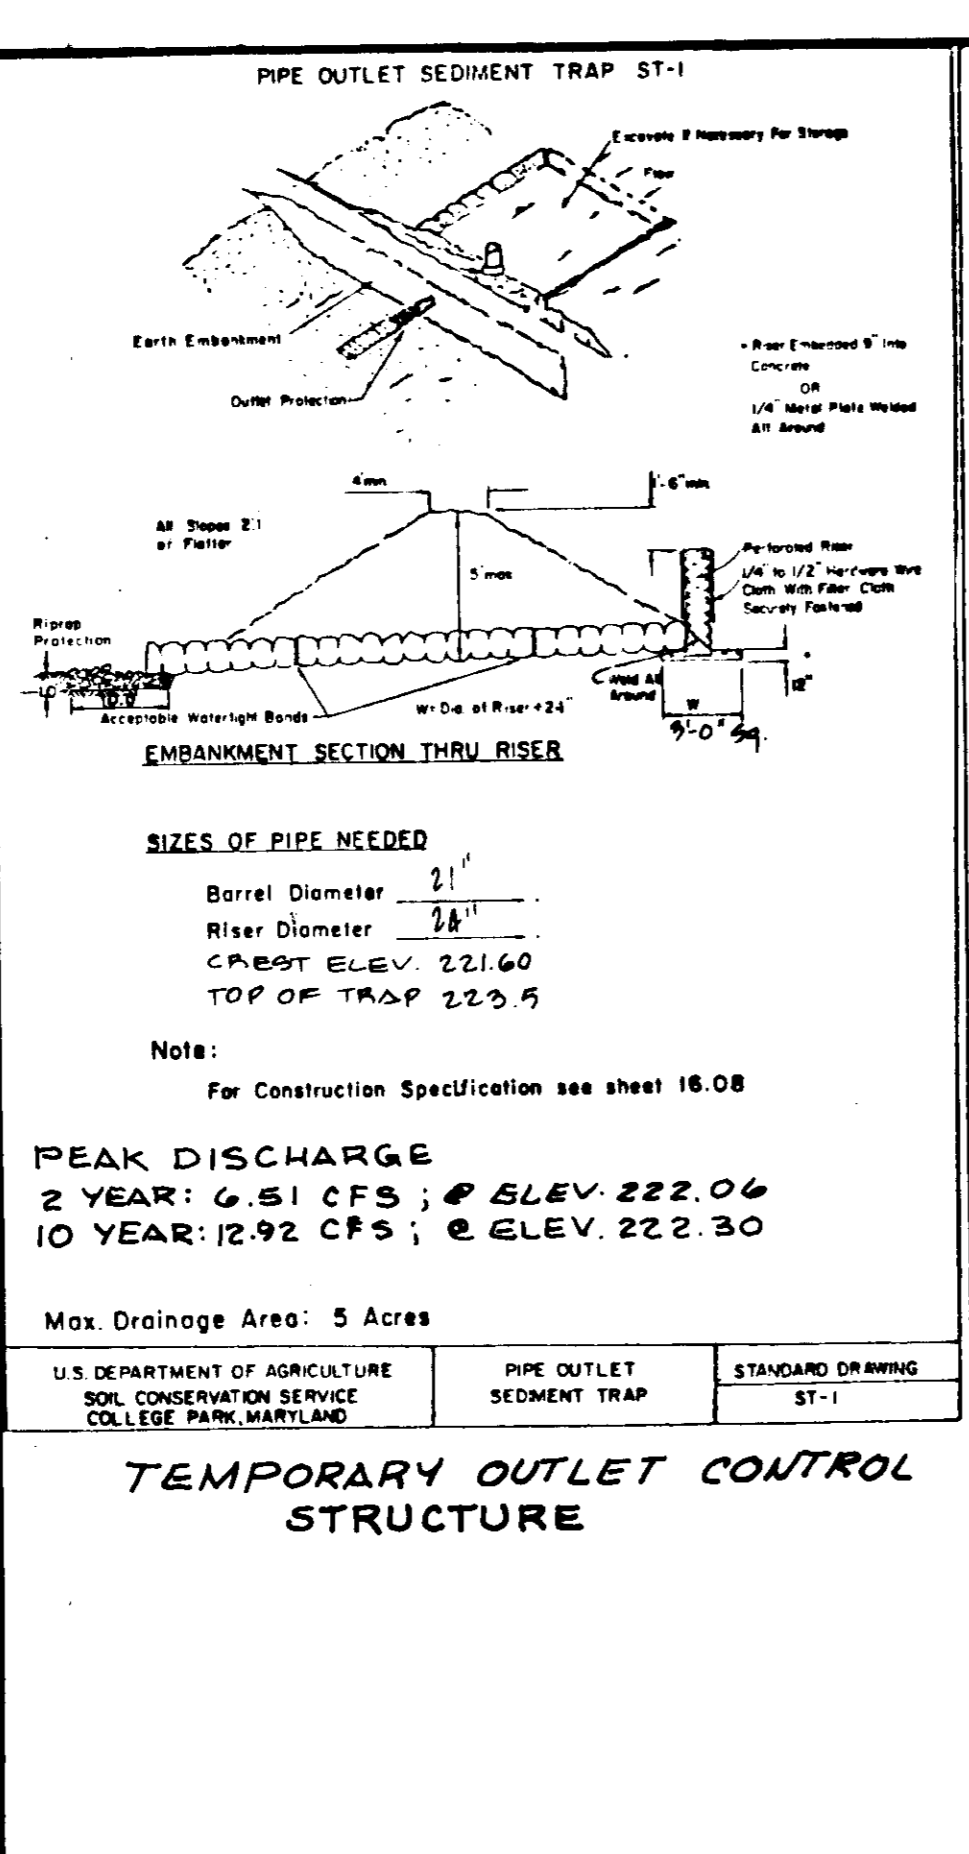 PIPE OUTLET SEDIMENT TRAP ST-1
Excavate If Necessary For Storage
Flow
Earth Embankment
Outlet Protection
• Riser Embedded 9" Into
Concrete
OR
1/4" Metal Plate Welded
All Around
4' min.
1'-6" min.
All Slopes 2:1
or Flatter
5' max
Perforated Riser
1/4" to 1/2" Hardware Wire
Cloth With Filter Cloth
Securely Fastened
Riprap
Protection
1.0
10.0
Acceptable Watertight Bands
W= Dia. of Riser + 24"
Weld All
Around
W
3'-0" Sq.
12"
•
EMBANKMENT SECTION THRU RISER
SIZES OF PIPE NEEDED
Barrel Diameter 21" .
Riser Diameter 24" .
CREST ELEV. 221.60
TOP OF TRAP 223.5
Note:
For Construction Specification see sheet 16.08
PEAK DISCHARGE
2 YEAR: 6.51 CFS ; @ ELEV. 222.06
10 YEAR: 12.92 CFS ; @ ELEV. 222.30
Max. Drainage Area: 5 Acres
U.S. DEPARTMENT OF AGRICULTURE
SOIL CONSERVATION SERVICE
COLLEGE PARK, MARYLAND
PIPE OUTLET
SEDMENT TRAP
STANDARD DRAWING
ST-1
TEMPORARY OUTLET CONTROL
STRUCTURE